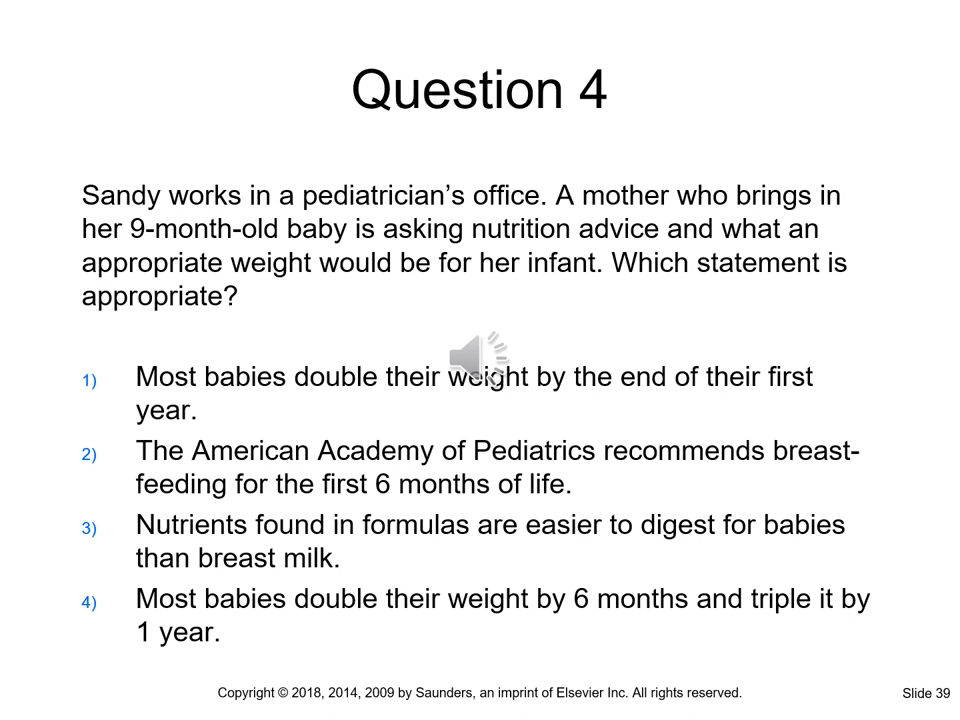 Question 4
Sandy works in a pediatrician’s office. A mother who brings in
her 9-month-old baby is asking nutrition advice and what an
appropriate weight would be for her infant. Which statement is
appropriate?
1) Most babies double their weight by the end of their first
year.
2) The American Academy of Pediatrics recommends breast-
feeding for the first 6 months of life.
3) Nutrients found in formulas are easier to digest for babies
than breast milk.
4) Most babies double their weight by 6 months and triple it by
1 year.
Copyright © 2018, 2014, 2009 by Saunders, an imprint of Elsevier Inc. All rights reserved.
Slide 39